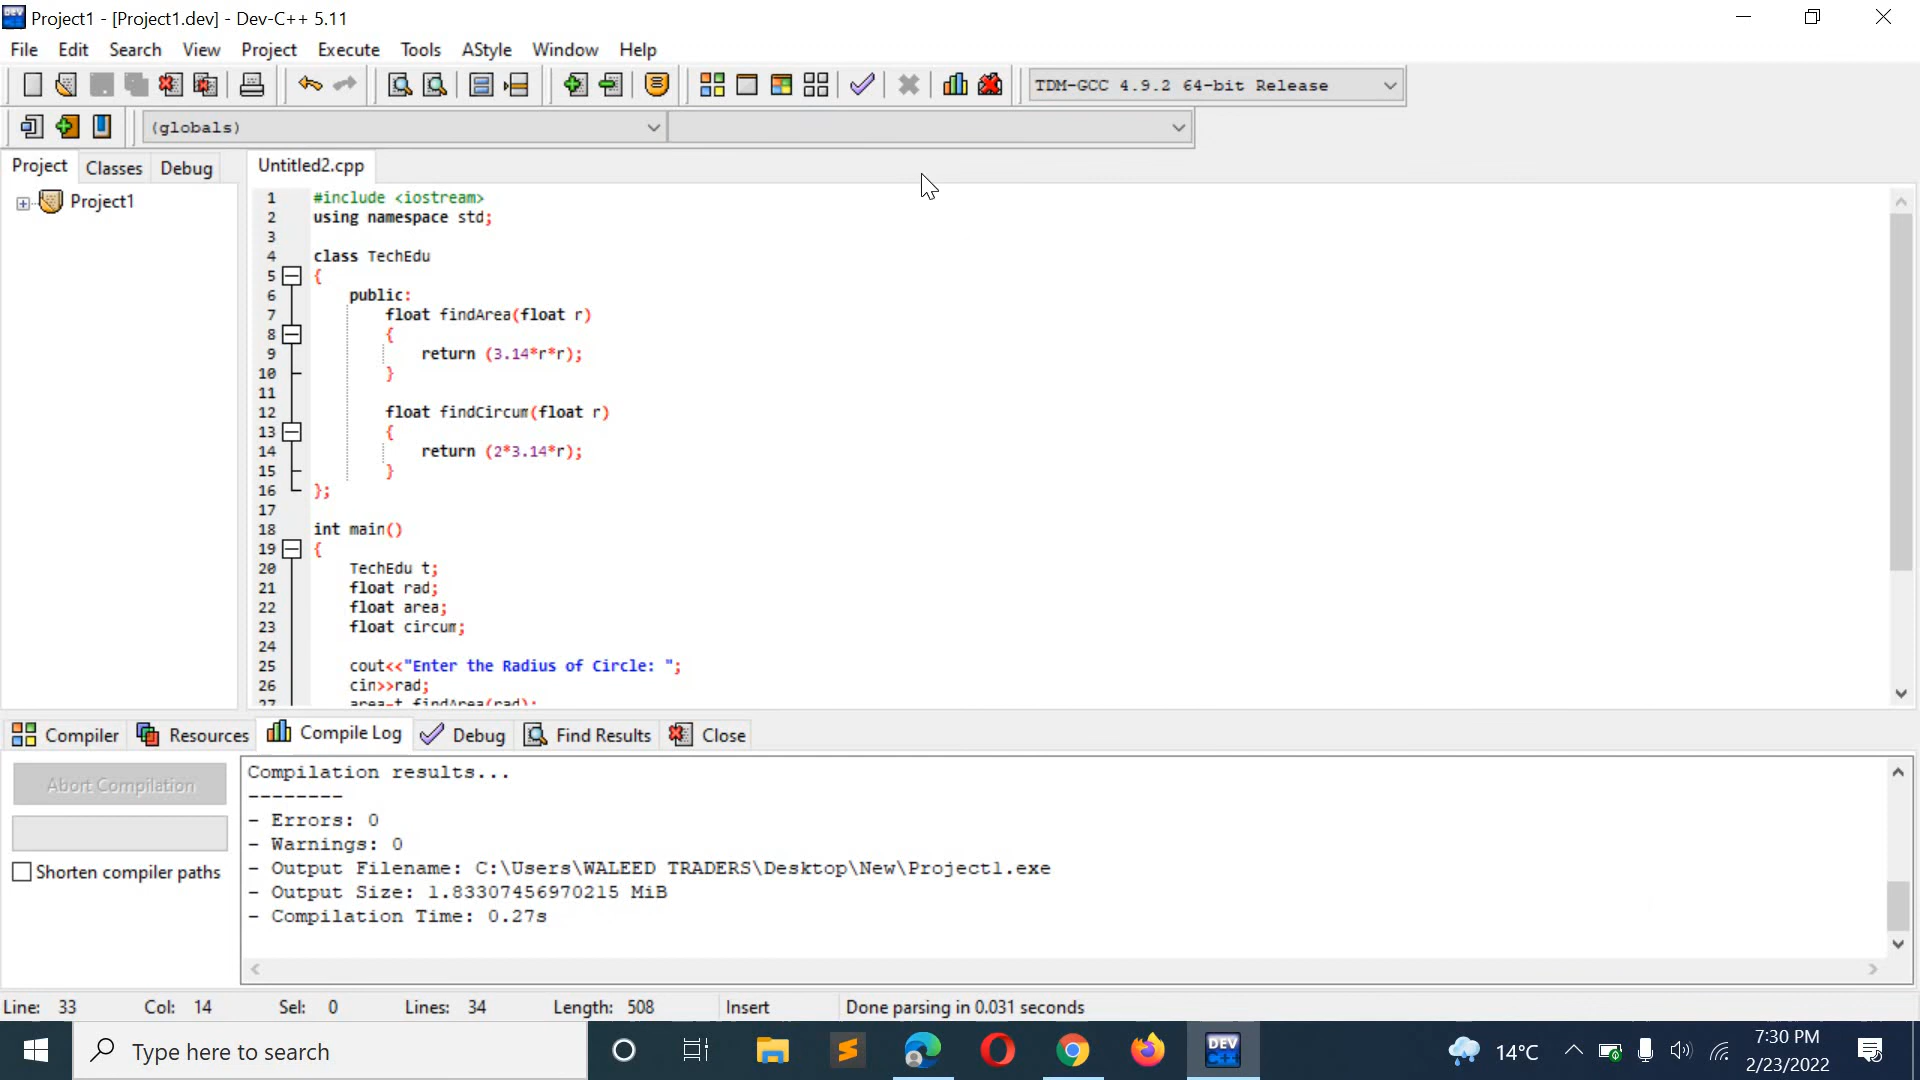 Project1 - [Project1.dev] - Dev-C++ 5.11
File Edit Search View Project Execute Tools AStyle Window Help
TDM-GCC 4.9.2 64-bit Release
(globals)
Project Classes Debug
Project1
Untitled2.cpp
1 #include <iostream>
2 using namespace std;
3
4 class TechEdu
5 {
6 public:
7 float findArea(float r)
8 {
9 return (3.14*r*r);
10 }
11
12 float findCircum(float r)
13 {
14 return (2*3.14*r);
15 }
16 };
17
18 int main()
19 {
20 TechEdu t;
21 float rad;
22 float area;
23 float circum;
24
25 cout<<"Enter the Radius of Circle: ";
26 cin>>rad;
27 area=t.findArea(rad);
Compiler Resources Compile Log Debug Find Results Close
Abort Compilation
Shorten compiler paths
Compilation results...
--------
- Errors: 0
- Warnings: 0
- Output Filename: C:\Users\WALEED TRADERS\Desktop\New\Project1.exe
- Output Size: 1.83307456970215 MiB
- Compilation Time: 0.27s
Line: 33 Col: 14 Sel: 0 Lines: 34 Length: 508 Insert Done parsing in 0.031 seconds
Type here to search
DEV C++
14°C
7:30 PM
2/23/2022